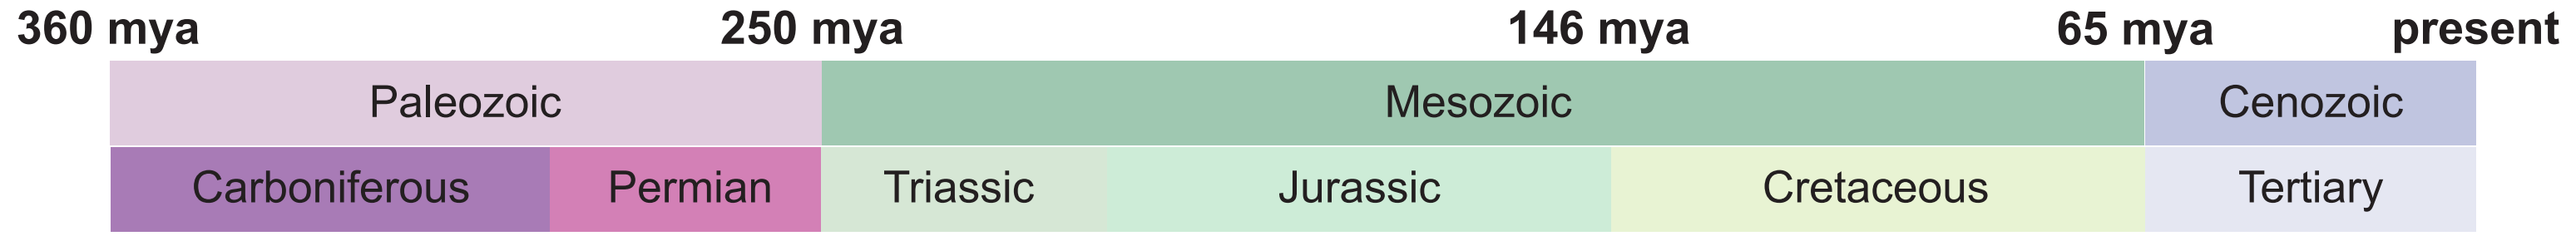 360 mya 250 mya 146 mya 65 mya present
Paleozoic Mesozoic Cenozoic
Carboniferous Permian Triassic Jurassic Cretaceous Tertiary